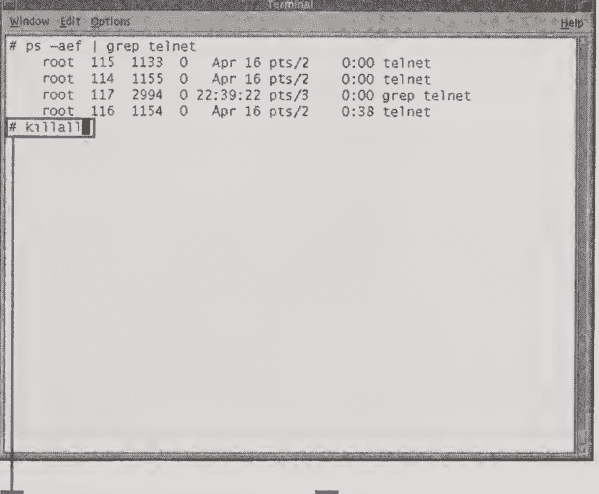 Terminal
Window Edit Options Help
# ps -aef | grep telnet
root 115 1133 0 Apr 16 pts/2 0:00 telnet
root 114 1155 0 Apr 16 pts/2 0:00 telnet
root 117 2994 0 22:39:22 pts/3 0:00 grep telnet
root 116 1154 0 Apr 16 pts/2 0:38 telnet
# killall